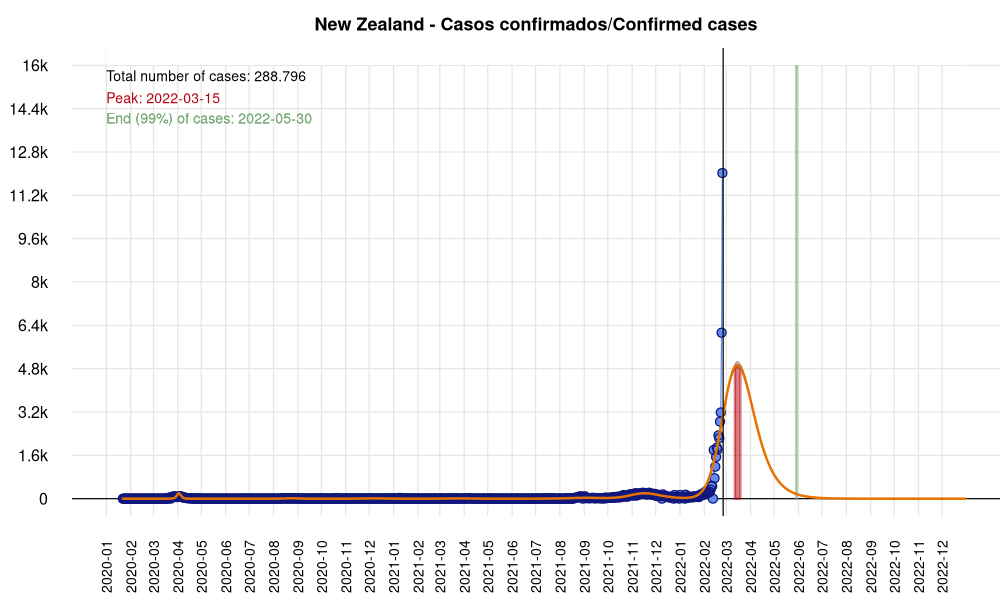 New Zealand - Casos confirmados/Confirmed cases
16k
Total number of cases: 288.796
Peak: 2022-03-15
14.4k
End (99%) of cases: 2022-05-30
12.8k
11.2k
9.6k
8k
6.4k
4.8k
3.2k
1.6k
0
2020-01
2020-02
2020-03
2020-04
2020-05
2020-06
2020-07
2020-08
2020-09
2020-10
2020-11
2020-12
2021-01
2021-02
2021-03
2021-04
2021-05
2021-06
2021-07
2021-08
2021-09
2021-10
2021-11
2021-12
2022-01
2022-02
2022-03
2022-04
2022-05
2022-06
2022-07
2022-08
2022-09
2022-10
2022-11
2022-12